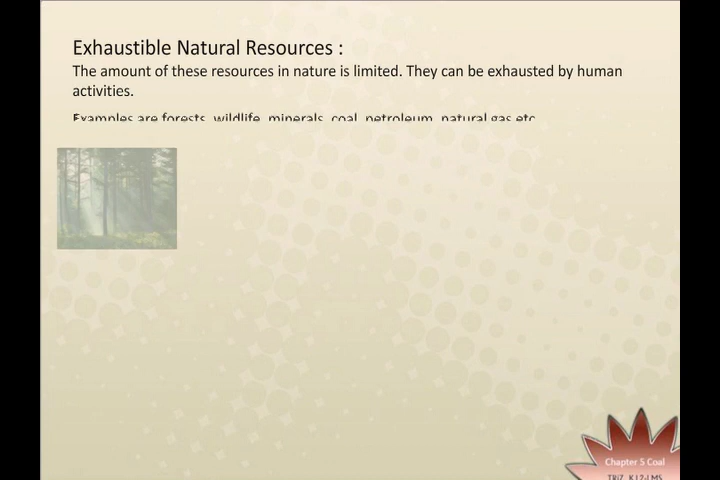 Exhaustible Natural Resources :
The amount of these resources in nature is limited. They can be exhausted by human
activities.
Examples are forests, wildlife, minerals, coal, petroleum, natural gas etc
Chapter 5 Coal